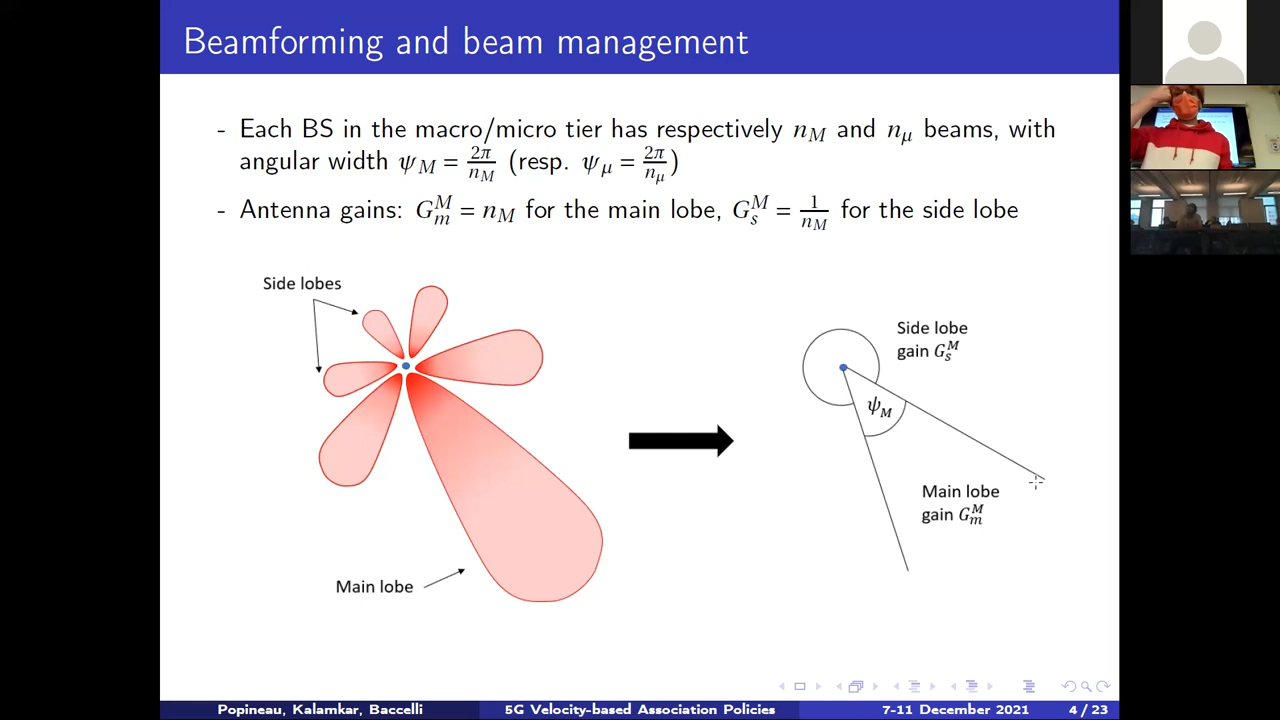 Beamforming and beam management
- Each BS in the macro/micro tier has respectively n_M and n_μ beams, with
angular width ψ_M = 2π/n_M (resp. ψ_μ = 2π/n_μ)
- Antenna gains: G_m^M = n_M for the main lobe, G_s^M = 1/n_M for the side lobe
Side lobes
Main lobe
Side lobe
gain G_s^M
ψ_M
Main lobe
gain G_m^M
Popineau, Kalamkar, Baccelli 5G Velocity-based Association Policies 7-11 December 2021 4 / 23